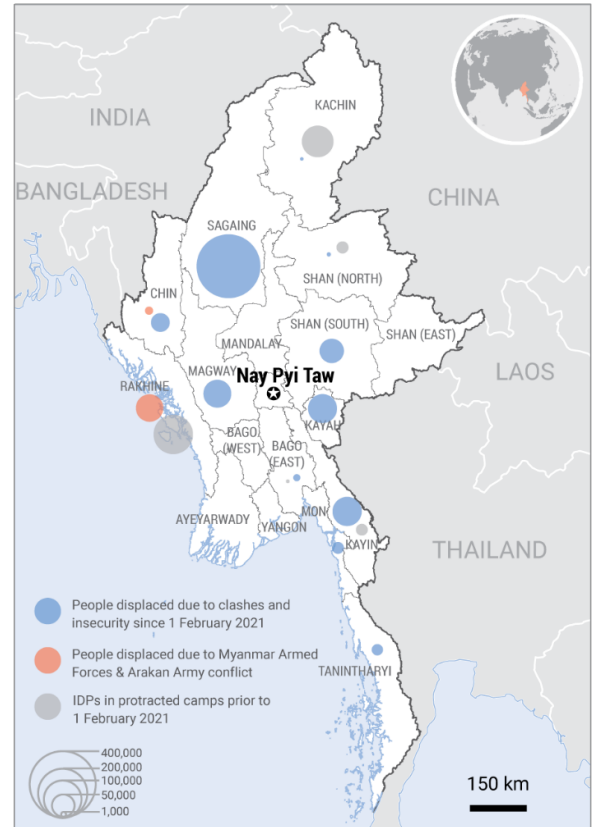 KACHIN
INDIA
BANGLADESH
CHINA
SAGAING
SHAN (NORTH)
CHIN
SHAN (SOUTH)
SHAN (EAST)
MANDALAY
MAGWAY
Nay Pyi Taw
LAOS
RAKHINE
KAYAH
BAGO
(WEST)
BAGO
(EAST)
AYEYARWADY
YANGON
MON
KAYIN
THAILAND
People displaced due to clashes and
insecurity since 1 February 2021
People displaced due to Myanmar Armed
Forces & Arakan Army conflict
TANINTHARYI
IDPs in protracted camps prior to
1 February 2021
400,000
200,000
100,000
50,000
1,000
150 km